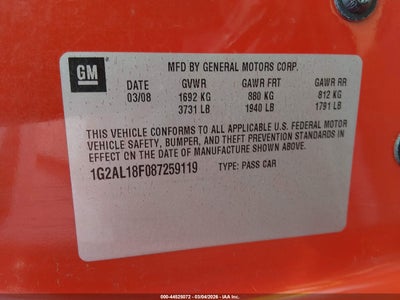 GM
MFD BY GENERAL MOTORS CORP.
DATE GVWR GAWR FRT GAWR RR
03/08 1692 KG 880 KG 812 KG
3731 LB 1940 LB 1791 LB
THIS VEHICLE CONFORMS TO ALL APPLICABLE U.S. FEDERAL MOTOR
VEHICLE SAFETY, BUMPER, AND THEFT PREVENTION STANDARDS IN
EFFECT ON THE DATE OF MANUFACTURE SHOWN ABOVE.
1G2AL18F087259119 TYPE: PASS CAR
000-44529372 - 03/04/2026 - IAA Inc.